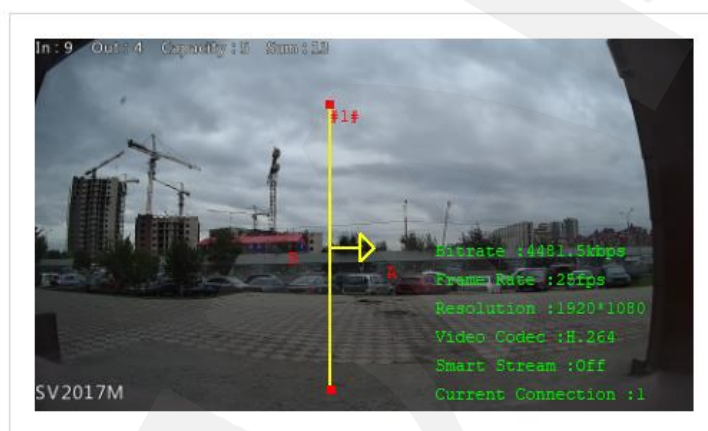 In:9 Out:4 Capacity:5 Sum:13
#1#
B
A
Bitrate :4481.5kbps
Frame Rate :25fps
Resolution :1920*1080
Video Codec :H.264
Smart Stream :Off
Current Connection :1
SV2017M